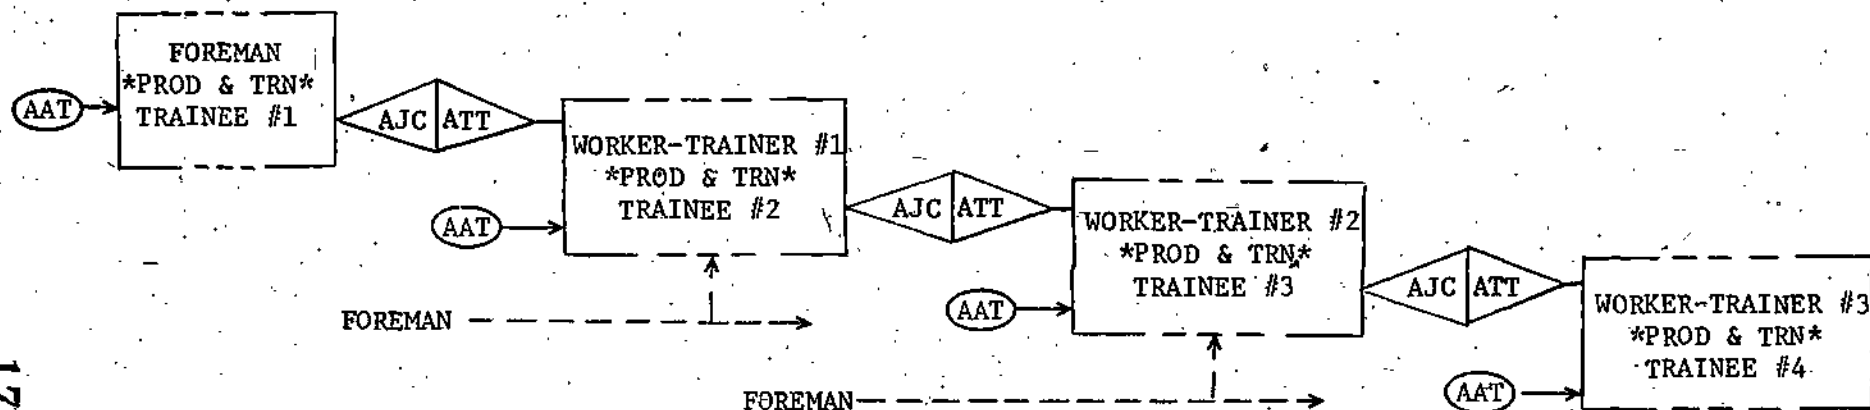 FOREMAN
*PROD & TRN*
TRAINEE #1
AAT
AJC ATT
WORKER-TRAINER #1
*PROD & TRN*
TRAINEE #2
AAT
FOREMAN
AJC ATT
WORKER-TRAINER #2
*PROD & TRN*
TRAINEE #3
AAT
FOREMAN
AJC ATT
WORKER-TRAINER #3
*PROD & TRN*
TRAINEE #4
AAT
17